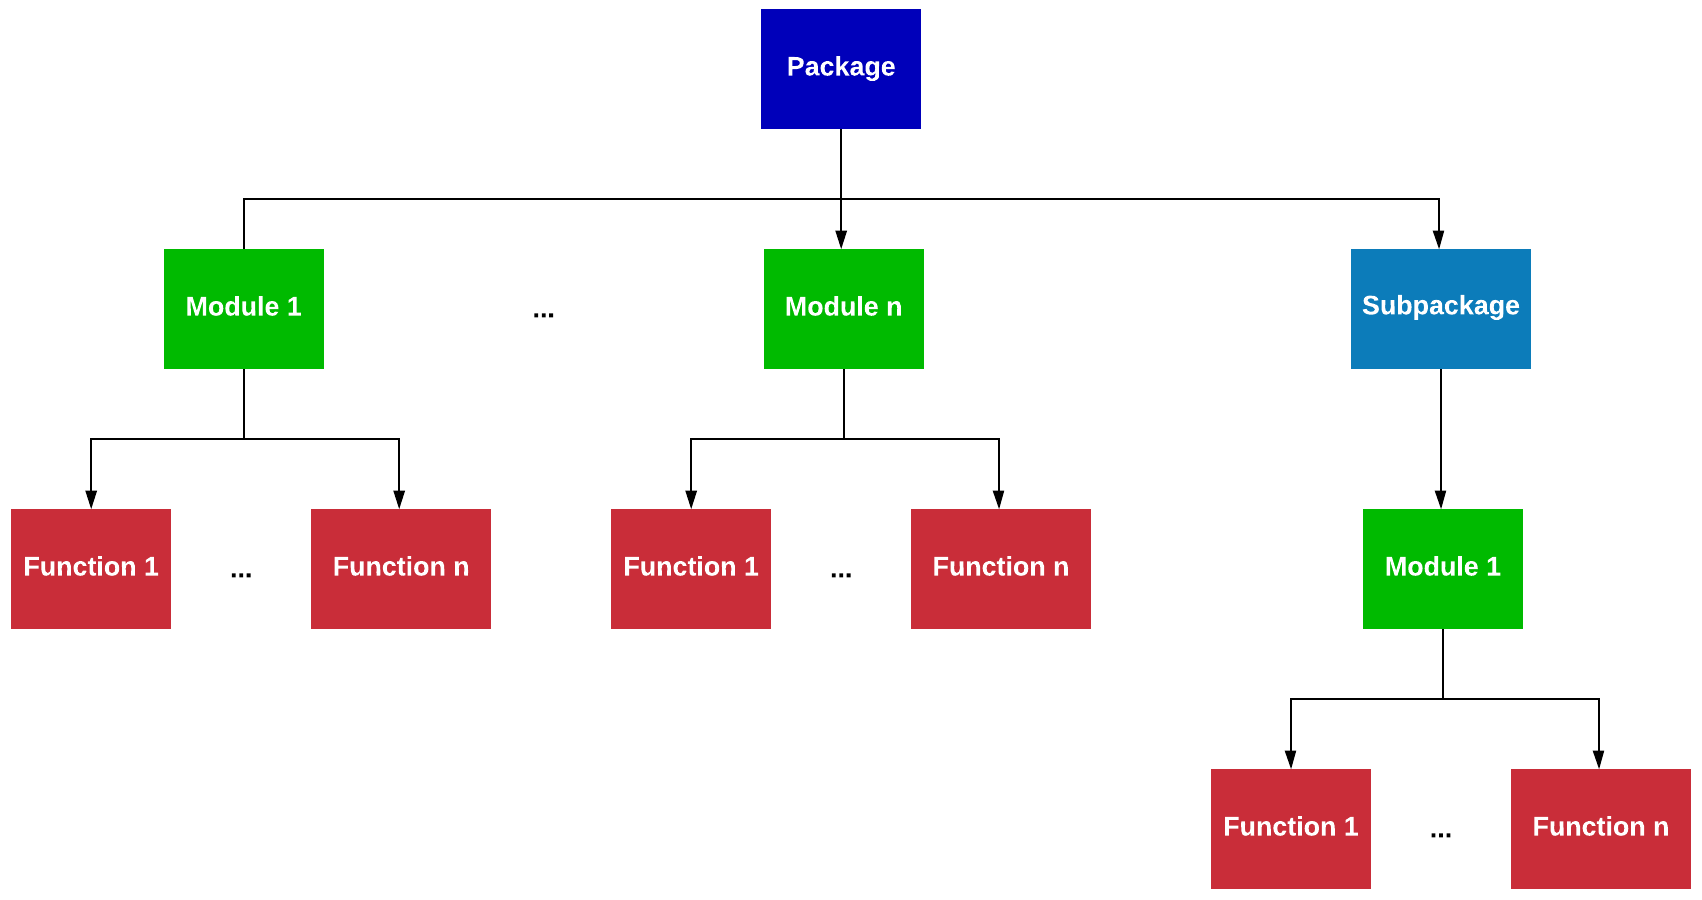 Package
Module 1
...
Module n
Subpackage
Function 1
...
Function n
Function 1
...
Function n
Module 1
Function 1
...
Function n